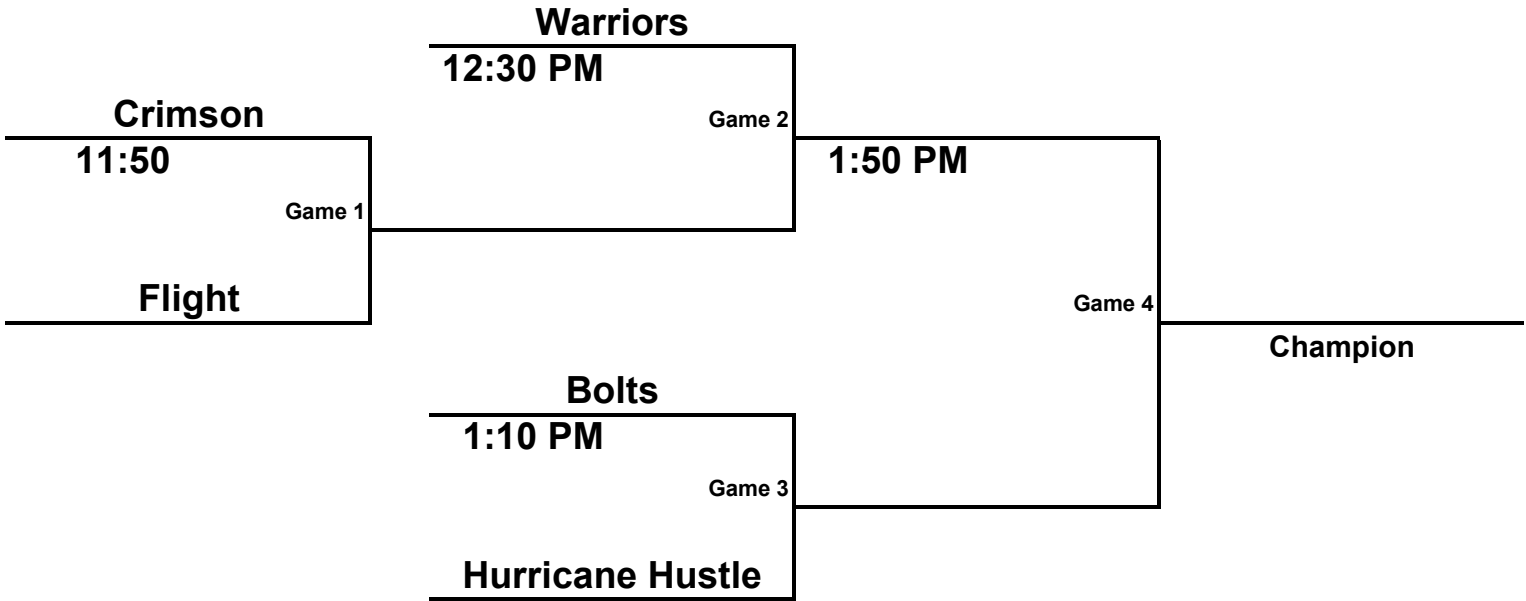 Warriors
12:30 PM
Crimson
Game 2
11:50
1:50 PM
Game 1
Flight
Game 4
Champion
Bolts
1:10 PM
Game 3
Hurricane Hustle